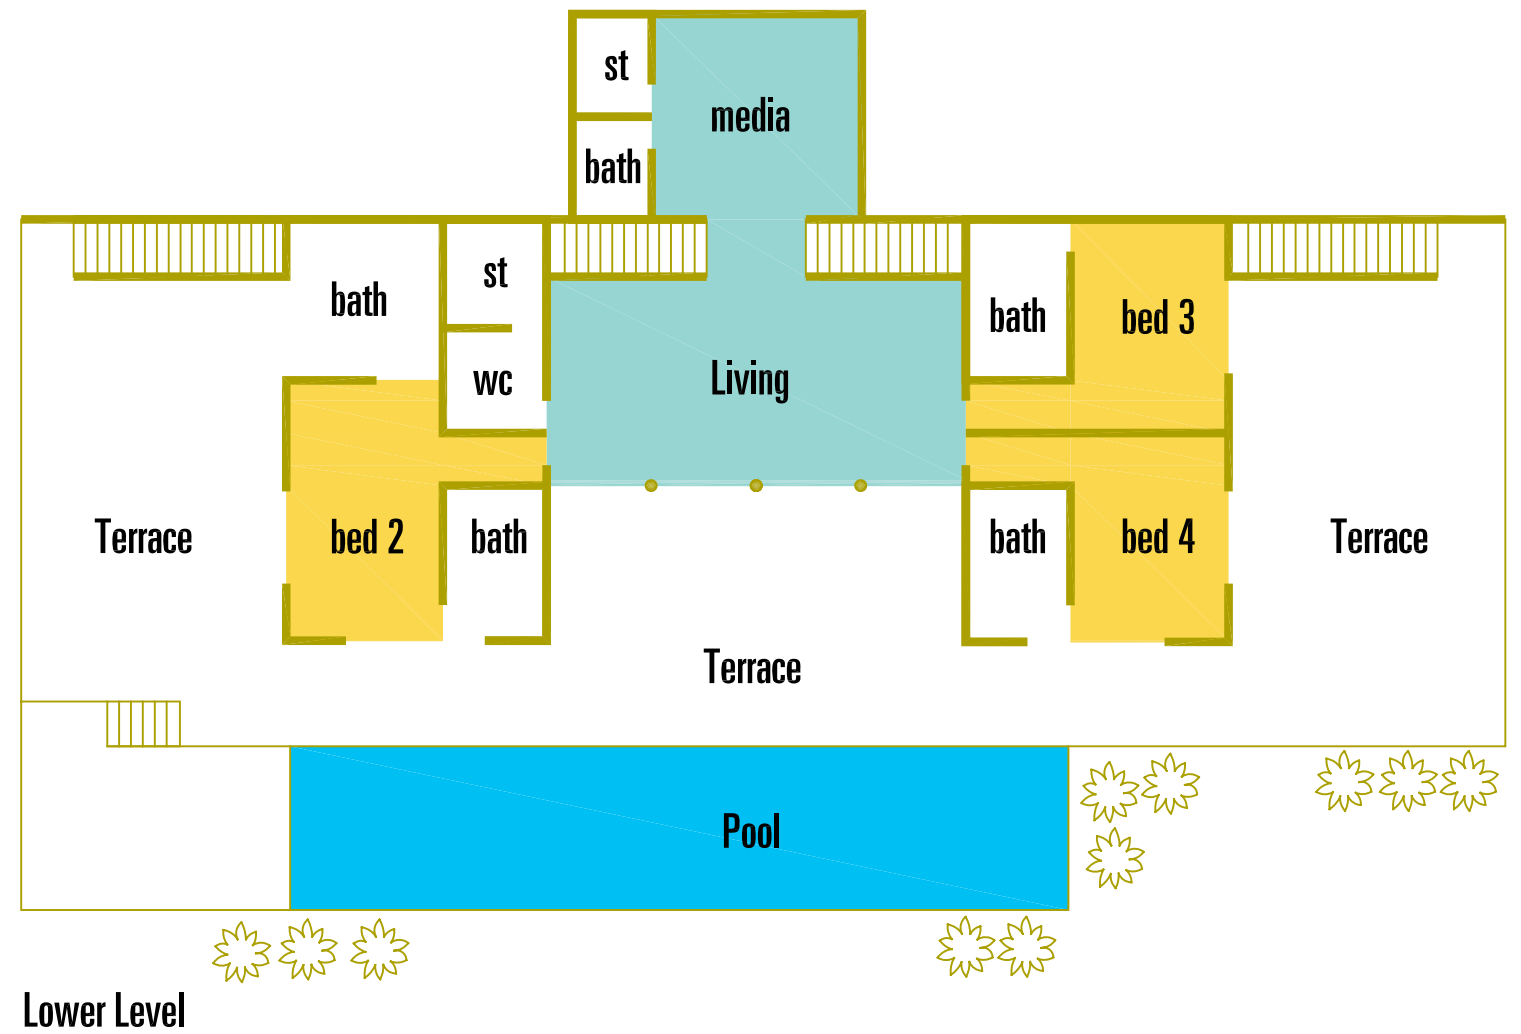 st
media
bath
st
bath
bath
bed 3
wc
Living
Terrace
bed 2
bath
bath
bed 4
Terrace
Terrace
Pool
Lower Level